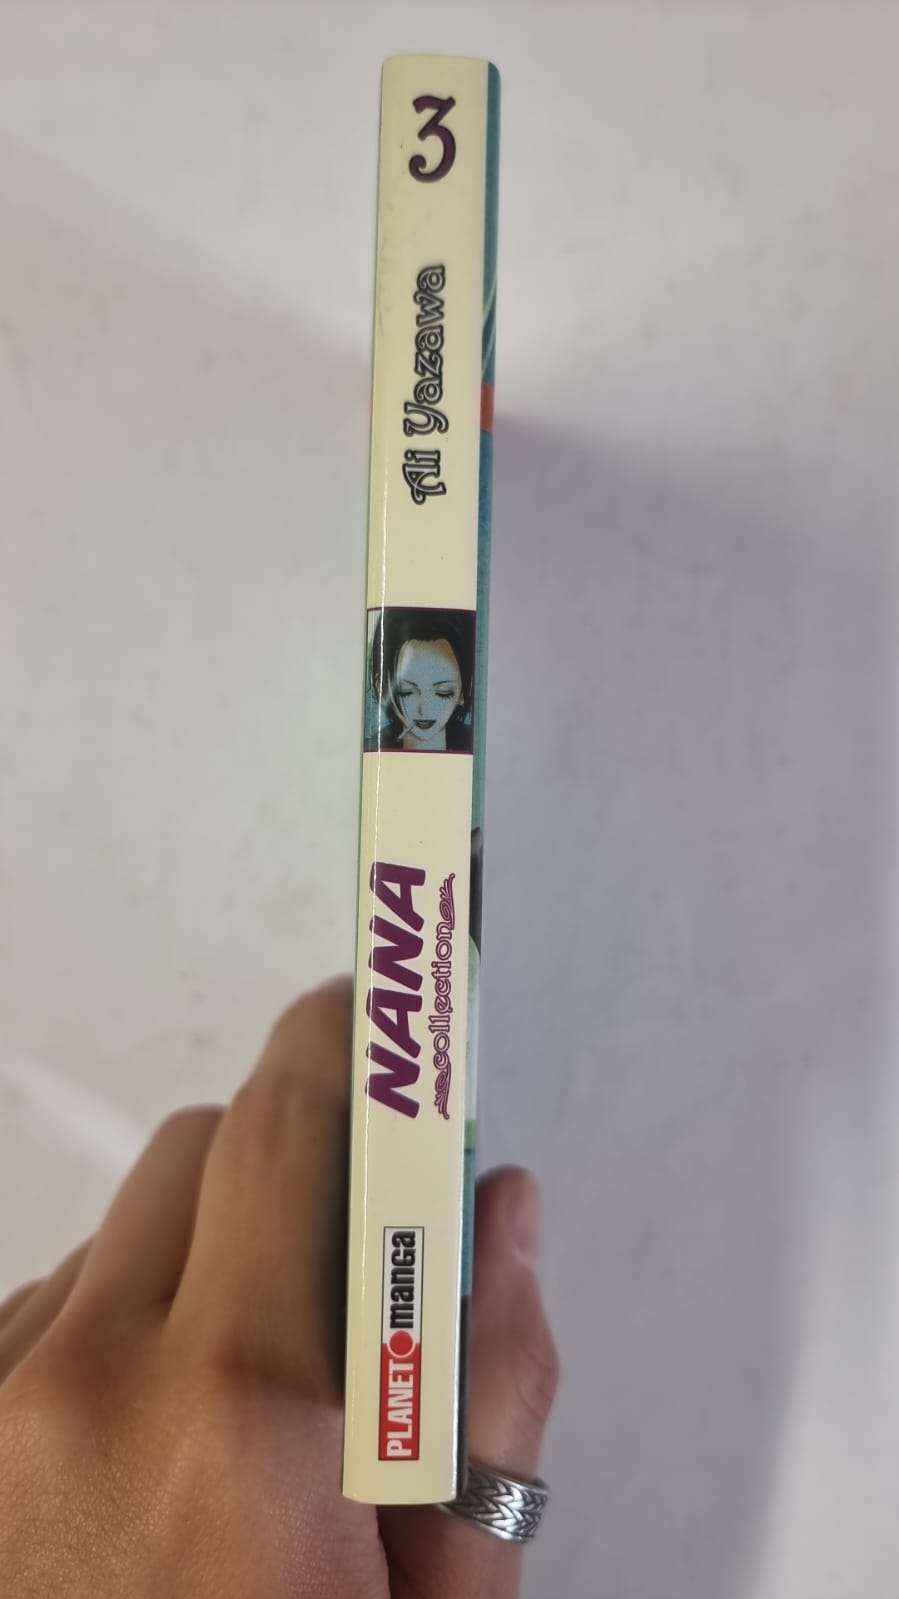 3
Ai Yazawa
NANA
collection
PLANET manga